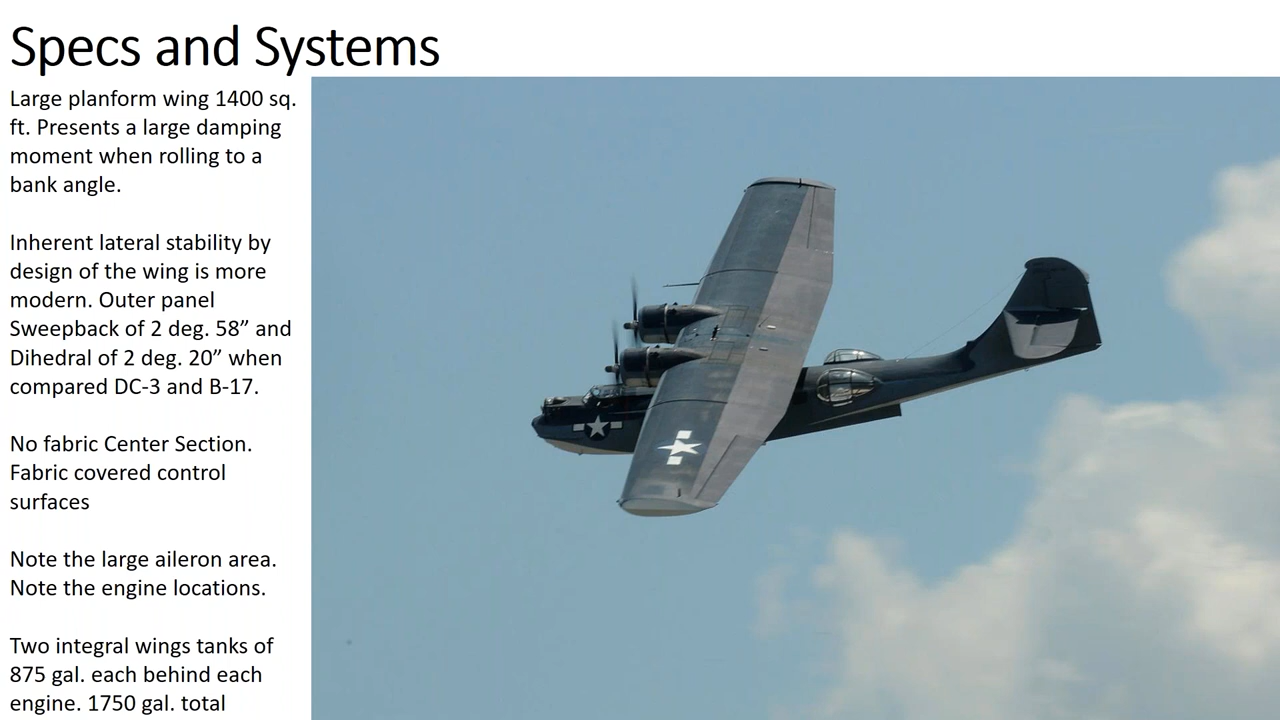 Specs and Systems
Large planform wing 1400 sq.
ft. Presents a large damping
moment when rolling to a
bank angle.
Inherent lateral stability by
design of the wing is more
modern. Outer panel
Sweepback of 2 deg. 58” and
Dihedral of 2 deg. 20” when
compared DC-3 and B-17.
No fabric Center Section.
Fabric covered control
surfaces
Note the large aileron area.
Note the engine locations.
Two integral wings tanks of
875 gal. each behind each
engine. 1750 gal. total